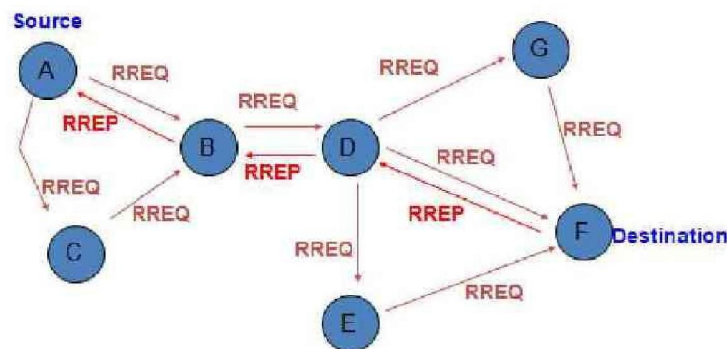 Source
A
G
RREQ
RREQ
RREQ
RREP
RREQ
B
D
RREQ
RREP
RREQ
RREQ
RREP
C
F
Destination
RREQ
RREQ
E